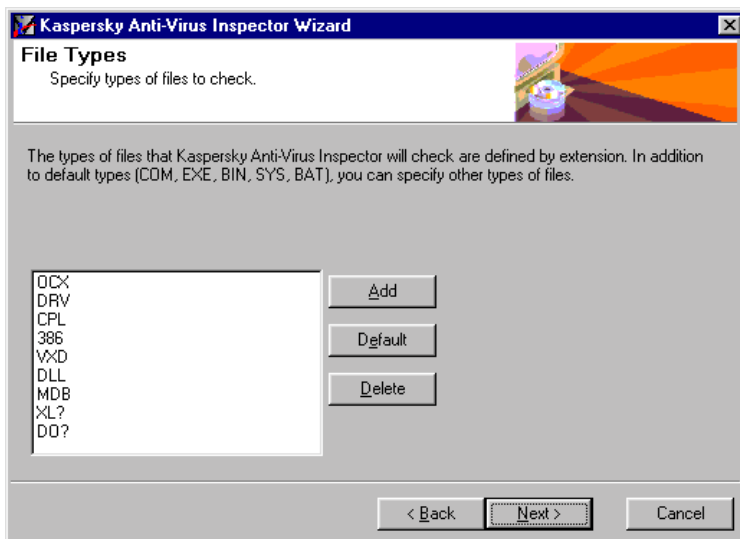 Kaspersky Anti-Virus Inspector Wizard
File Types
Specify types of files to check.
The types of files that Kaspersky Anti-Virus Inspector will check are defined by extension. In addition
to default types (COM, EXE, BIN, SYS, BAT), you can specify other types of files.
OCX
DRV
CPL
386
VXD
DLL
MDB
XL?
DO?
Add
Default
Delete
< Back
Next >
Cancel